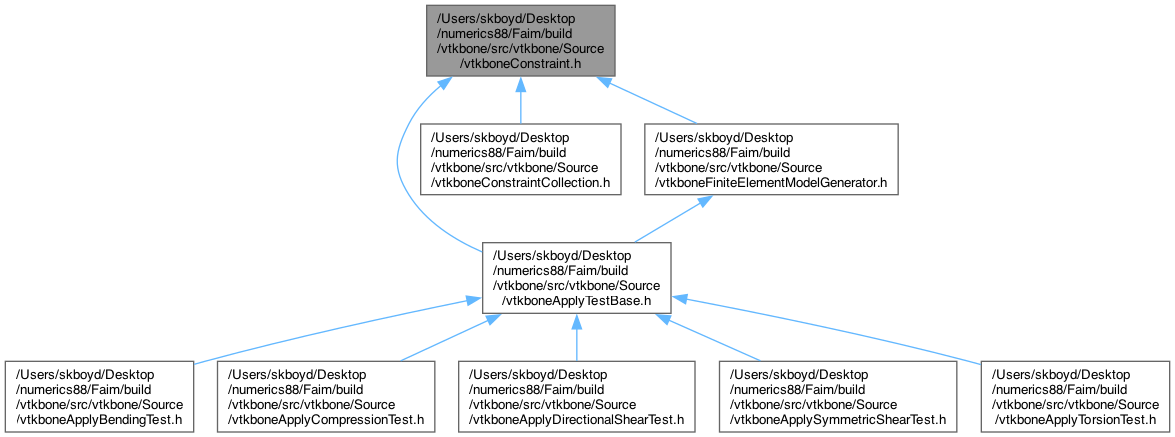 /Users/skboyd/Desktop
/numerics88/Faim/build
/vtkbone/src/vtkbone/Source
/vtkboneConstraint.h
/Users/skboyd/Desktop
/numerics88/Faim/build
/vtkbone/src/vtkbone/Source
/vtkboneConstraintCollection.h
/Users/skboyd/Desktop
/numerics88/Faim/build
/vtkbone/src/vtkbone/Source
/vtkboneFiniteElementModelGenerator.h
/Users/skboyd/Desktop
/numerics88/Faim/build
/vtkbone/src/vtkbone/Source
/vtkboneApplyTestBase.h
/Users/skboyd/Desktop
/numerics88/Faim/build
/vtkbone/src/vtkbone/Source
/vtkboneApplyBendingTest.h
/Users/skboyd/Desktop
/numerics88/Faim/build
/vtkbone/src/vtkbone/Source
/vtkboneApplyCompressionTest.h
/Users/skboyd/Desktop
/numerics88/Faim/build
/vtkbone/src/vtkbone/Source
/vtkboneApplyDirectionalShearTest.h
/Users/skboyd/Desktop
/numerics88/Faim/build
/vtkbone/src/vtkbone/Source
/vtkboneApplySymmetricShearTest.h
/Users/skboyd/Desktop
/numerics88/Faim/build
/vtkbone/src/vtkbone/Source
/vtkboneApplyTorsionTest.h